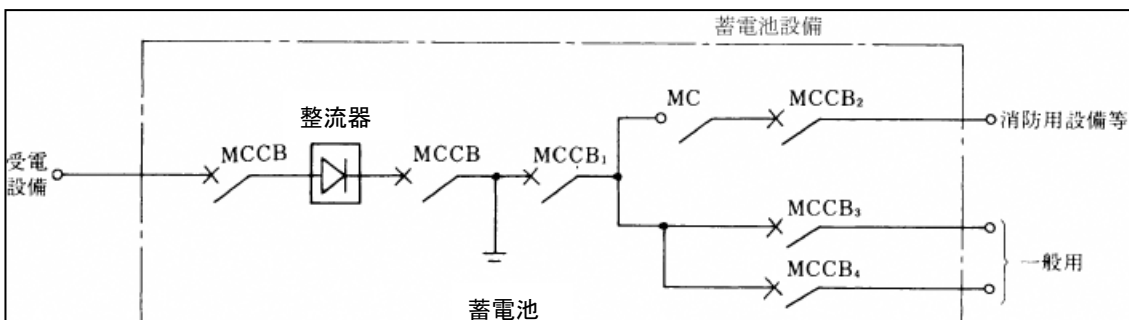 蓄電池設備
MC
MCCB₂
消防用設備等
整流器
MCCB
MCCB
MCCB₁
受電
設備
MCCB₃
一般用
MCCB₄
蓄電池